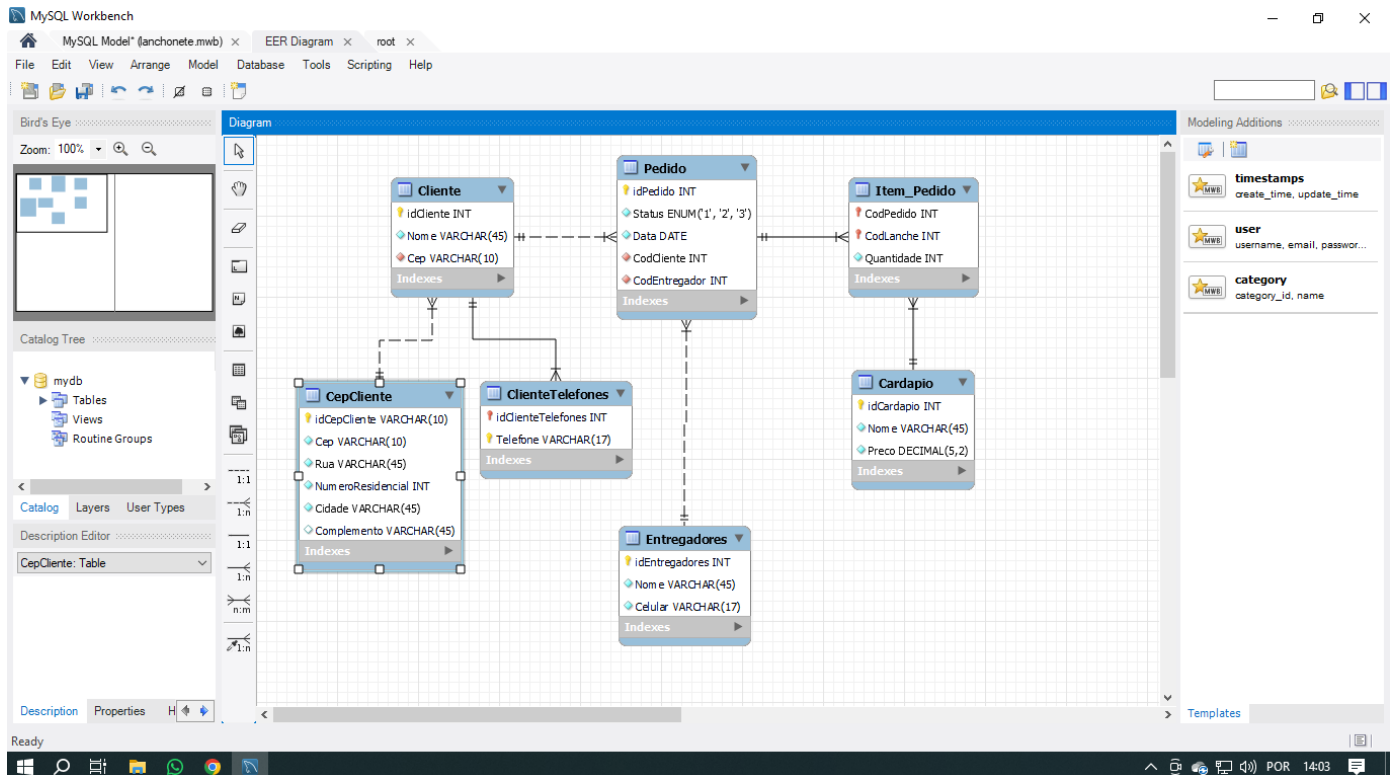 MySQL Workbench
MySQL Model* (lanchonete.mwb) ×
EER Diagram ×
root ×
File Edit View Arrange Model Database Tools Scripting Help
Bird's Eye
Zoom: 100%
Catalog Tree
mydb
Tables
Views
Routine Groups
Catalog Layers User Types
Description Editor
CepCliente: Table
Description Properties H
Ready
1:1
1:n
1:1
1:n
n:m
1:n
Diagram
Cliente
idCliente INT
Nome VARCHAR(45)
Cep VARCHAR(10)
Indexes
Pedido
idPedido INT
Status ENUM('1', '2', '3')
Data DATE
CodCliente INT
CodEntregador INT
Indexes
Item_Pedido
CodPedido INT
CodLanche INT
Quantidade INT
Indexes
CepCliente
idCepCliente VARCHAR(10)
Cep VARCHAR(10)
Rua VARCHAR(45)
NumeroResidencial INT
Cidade VARCHAR(45)
Complemento VARCHAR(45)
Indexes
ClienteTelefones
idClienteTelefones INT
Telefone VARCHAR(17)
Indexes
Cardapio
idCardapio INT
Nome VARCHAR(45)
Preco DECIMAL(5,2)
Indexes
Entregadores
idEntregadores INT
Nome VARCHAR(45)
Celular VARCHAR(17)
Indexes
Modeling Additions
timestamps
create_time, update_time
user
username, email, passwor...
category
category_id, name
Templates
POR 14:03